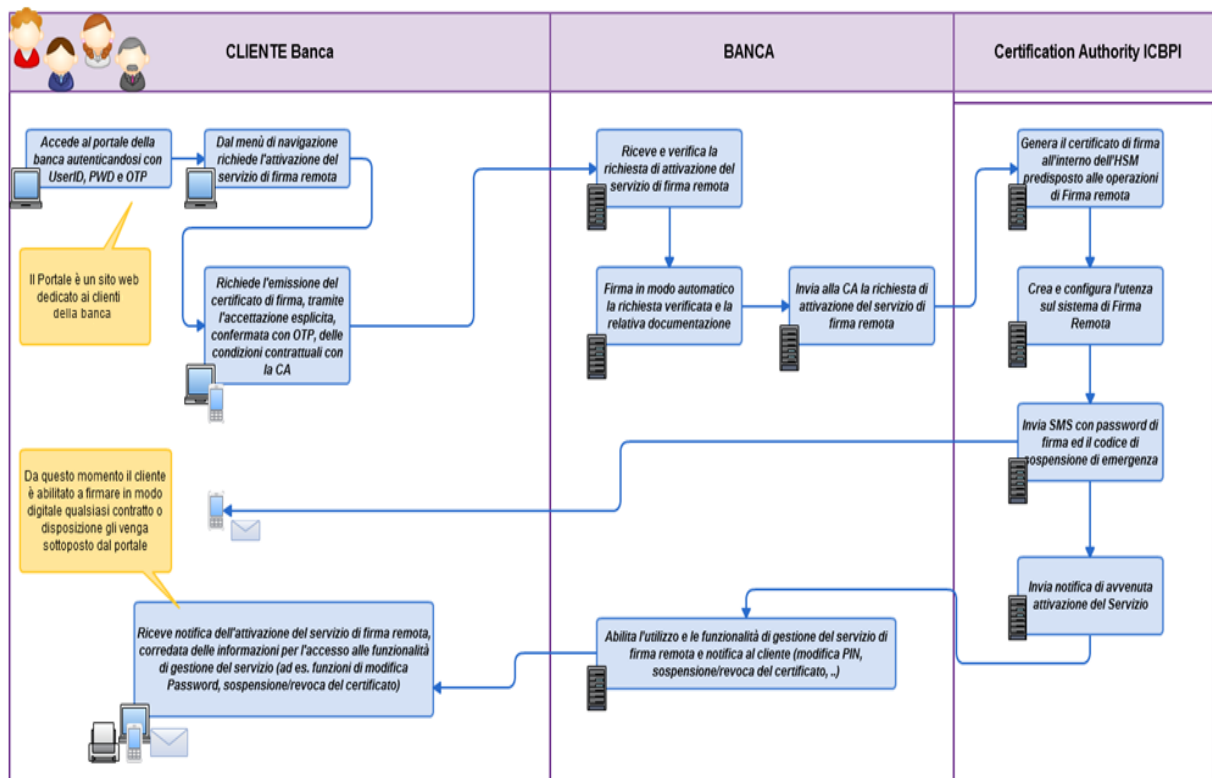 CLIENTE Banca
BANCA
Certification Authority ICBPI
Accede al portale della
banca autenticandosi con
UserID, PWD e OTP
Dal menù di navigazione
richiede l'attivazione del
servizio di firma remota
Riceve e verifica la
richiesta di attivazione del
servizio di firma remota
Genera il certificato di firma
all'interno dell'HSM
predisposto alle operazioni
di Firma remota
Il Portale è un sito web
dedicato ai clienti
della banca
Richiede l'emissione del
certificato di firma, tramite
l'accettazione esplicita,
confermata con OTP, delle
condizioni contrattuali con
la CA
Firma in modo automatico
la richiesta verificata e la
relativa documentazione
Invia alla CA la richiesta di
attivazione del servizio di
firma remota
Crea e configura l'utenza
sul sistema di Firma
Remota
Invia SMS con password di
firma ed il codice di
sospensione di emergenza
Da questo momento il cliente
è abilitato a firmare in modo
digitale qualsiasi contratto o
disposizione gli venga
sottoposto dal portale
Invia notifica di avvenuta
attivazione del Servizio
Abilita l'utilizzo e le funzionalità di gestione del servizio di
firma remota e notifica al cliente (modifica PIN,
sospensione/revoca del certificato, ..)
Riceve notifica dell'attivazione del servizio di firma remota,
corredata delle informazioni per l'accesso alle funzionalità
di gestione del servizio (ad es. funzioni di modifica
Password, sospensione/revoca del certificato)